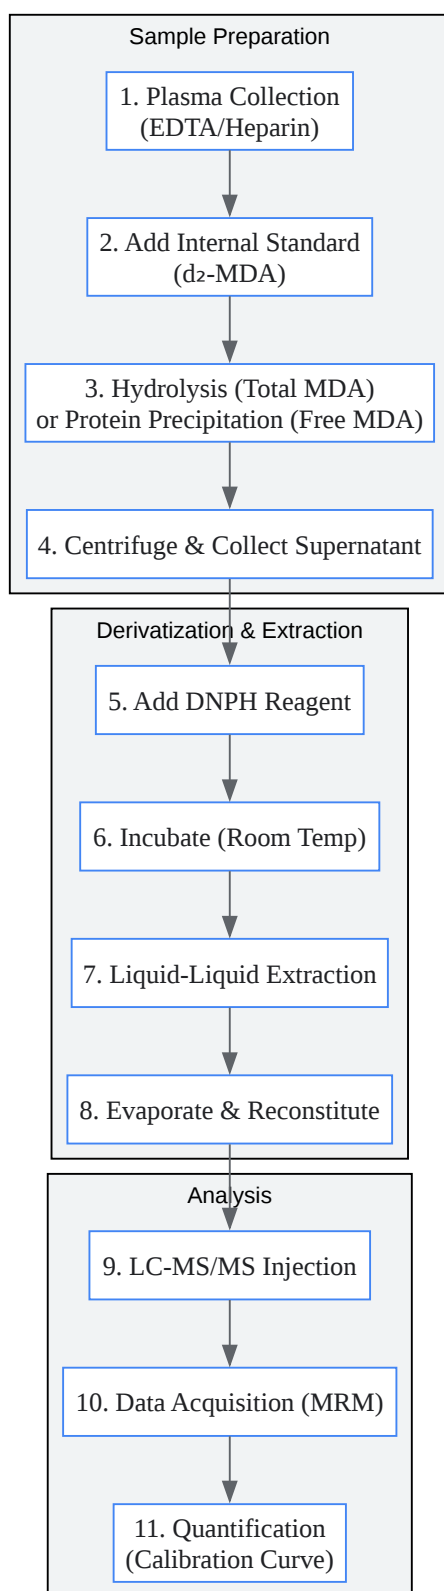 Sample Preparation
1. Plasma Collection
(EDTA/Heparin)
2. Add Internal Standard
(d₂-MDA)
3. Hydrolysis (Total MDA)
or Protein Precipitation (Free MDA)
4. Centrifuge & Collect Supernatant
Derivatization & Extraction
5. Add DNPH Reagent
6. Incubate (Room Temp)
7. Liquid-Liquid Extraction
8. Evaporate & Reconstitute
Analysis
9. LC-MS/MS Injection
10. Data Acquisition (MRM)
11. Quantification
(Calibration Curve)